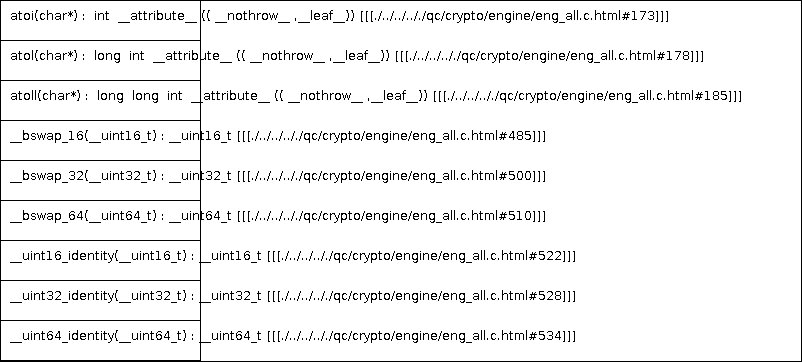 atoi(char*) : int __attribute__ (( __nothrow__ ,__leaf__)) [[[./../../../qc/crypto/engine/eng_all.c.html#173]]]
atol(char*) : long int __attribute__ (( __nothrow__ ,__leaf__)) [[[./../../../qc/crypto/engine/eng_all.c.html#178]]]
atoll(char*) : long long int __attribute__ (( __nothrow__ ,__leaf__)) [[[./../../../qc/crypto/engine/eng_all.c.html#185]]]
__bswap_16(__uint16_t) : __uint16_t [[[./../../../qc/crypto/engine/eng_all.c.html#485]]]
__bswap_32(__uint32_t) : __uint32_t [[[./../../../qc/crypto/engine/eng_all.c.html#500]]]
__bswap_64(__uint64_t) : __uint64_t [[[./../../../qc/crypto/engine/eng_all.c.html#510]]]
__uint16_identity(__uint16_t) : __uint16_t [[[./../../../qc/crypto/engine/eng_all.c.html#522]]]
__uint32_identity(__uint32_t) : __uint32_t [[[./../../../qc/crypto/engine/eng_all.c.html#528]]]
__uint64_identity(__uint64_t) : __uint64_t [[[./../../../qc/crypto/engine/eng_all.c.html#534]]]